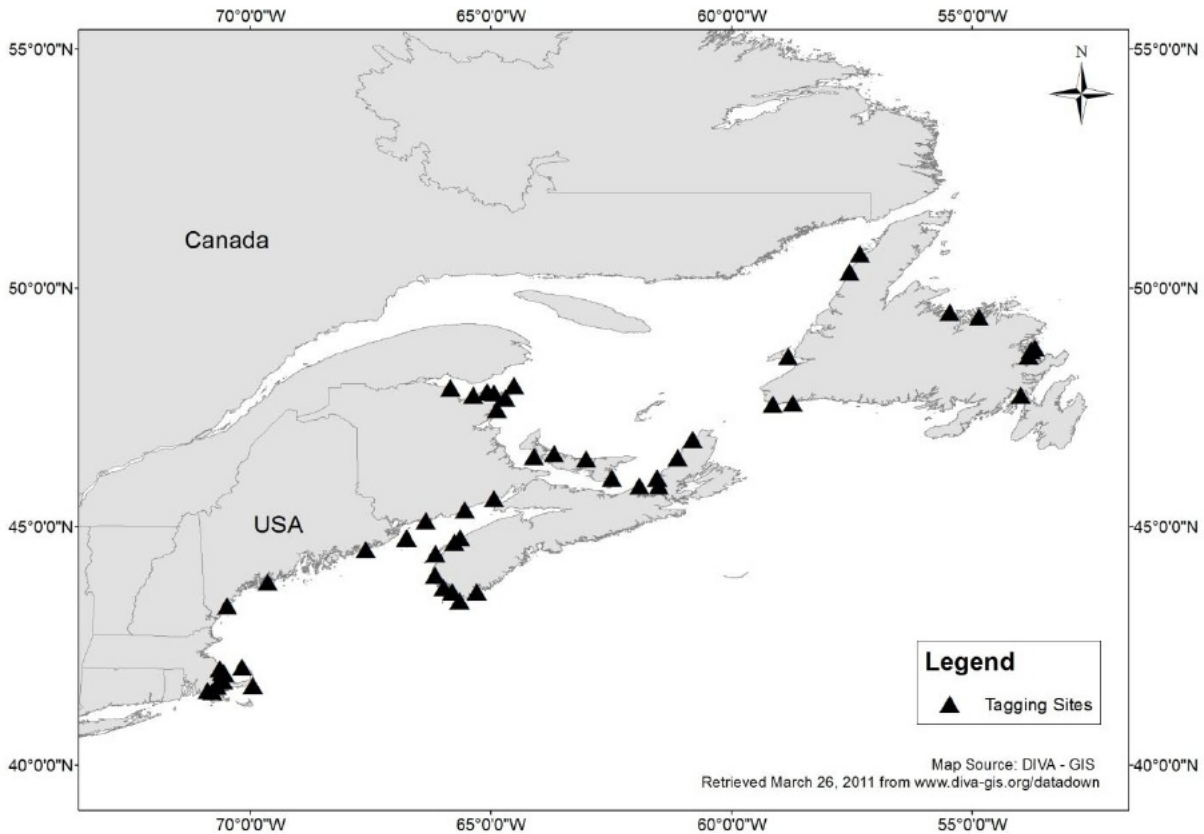 70°0'0"W 65°0'0"W 60°0'0"W 55°0'0"W
55°0'0"N 55°0'0"N
N
Canada
50°0'0"N 50°0'0"N
USA
45°0'0"N 45°0'0"N
Legend
Tagging Sites
40°0'0"N 40°0'0"N
Map Source: DIVA - GIS
Retrieved March 26, 2011 from www.diva-gis.org/datadown
70°0'0"W 65°0'0"W 60°0'0"W 55°0'0"W